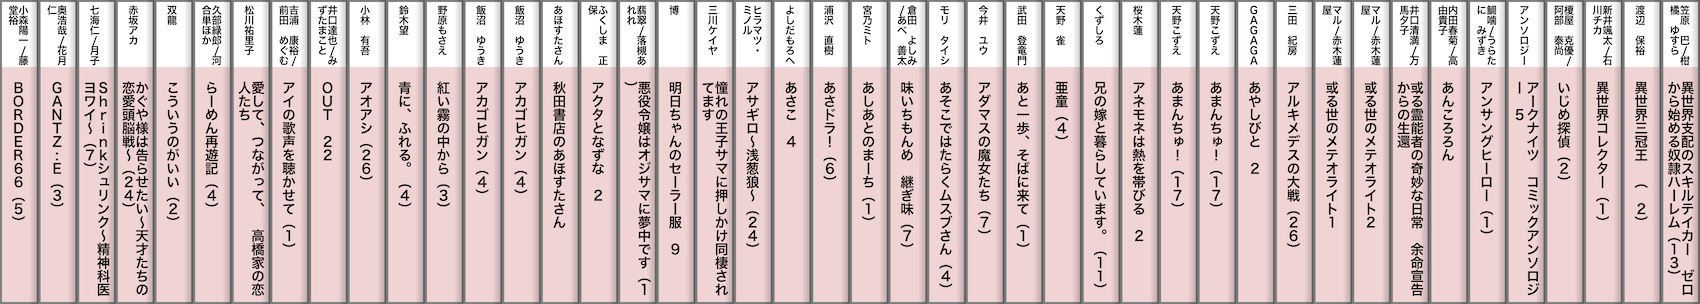 笠原　巴/樹
橘　ゆすら
異世界支配のスキルテイカー　ゼロ
から始める奴隷ハーレム（13）
渡辺　保裕
異世界三冠王　（　2）
新井颯太/石
川チカ
異世界コレクター（1）
榎屋　克優/
阿部　泰尚
いじめ探偵（2）
アンソロジー
アークナイツ　コミックアンソロジ
ー　5
鯛噛/うらた
に　みずき
アンサングヒーロー（1）
内田春菊/高
由貴子
あんころろん
井口清満/万
馬夕子
或る霊能者の奇妙な日常　余命宣告
からの生還
マル/赤木蓮
屋
或る世のメテオライト2
マル/赤木蓮
屋
或る世のメテオライト1
三田　紀房
アルキメデスの大戦（26）
GAGAGA
あやしびと　2
天野こずえ
あまんちゅ！（17）
天野こずえ
あまんちゅ！（17）
桜木蓮
アネモネは熱を帯びる　2
くずしろ
兄の嫁と暮らしています。（11）
天野　雀
亜童（4）
武田　登竜門
あと一歩、そばに来て（1）
今井　ユウ
アダマスの魔女たち（7）
モリ　タイシ
あそこではたらくムスブさん（4）
倉田　よしみ
/あべ　善太
味いちもんめ　継ぎ味（7）
宮乃ミト
あしあとのまーち（1）
浦沢　直樹
あさドラ！（6）
よしだもろへ
あさこ　4
ヒラマツ・
ミノル
アサギロ～浅葱狼～（24）
三川ケイヤ
憧れの王子サマに押しかけ同棲され
てます
博
明日ちゃんのセーラー服　9
翡翠/落槻あ
れれ
悪役令嬢はオジサマに夢中です（1
）
ふくしま　正
保
アクタとなずな　2
あほすたさん
秋田書店のあほすたさん
飯沼　ゆうき
アカゴヒガン（4）
飯沼　ゆうき
アカゴヒガン（4）
野原もさえ
紅い霧の中から（3）
鈴木望
青に、ふれる。（4）
小林　有吾
アオアシ（26）
井口達也/み
ずたまこと
OUT　22
吉浦　康裕/
前田　めぐむ
アイの歌声を聴かせて（1）
松川祐里子
愛して、つながって、　高橋家の恋
人たち
久部緑郎/河
合単ほか
らーめん再遊記（4）
双龍
こういうのがいい（2）
赤坂アカ
かぐや様は告らせたい～天才たちの
恋愛頭脳戦～（24）
七海仁/月子
Shrinkシュリンク～精神科医
ヨワイ～（7）
奥浩哉/花月
仁
GANTZ：E（3）
小森陽一/藤
堂裕
BORDER66（5）